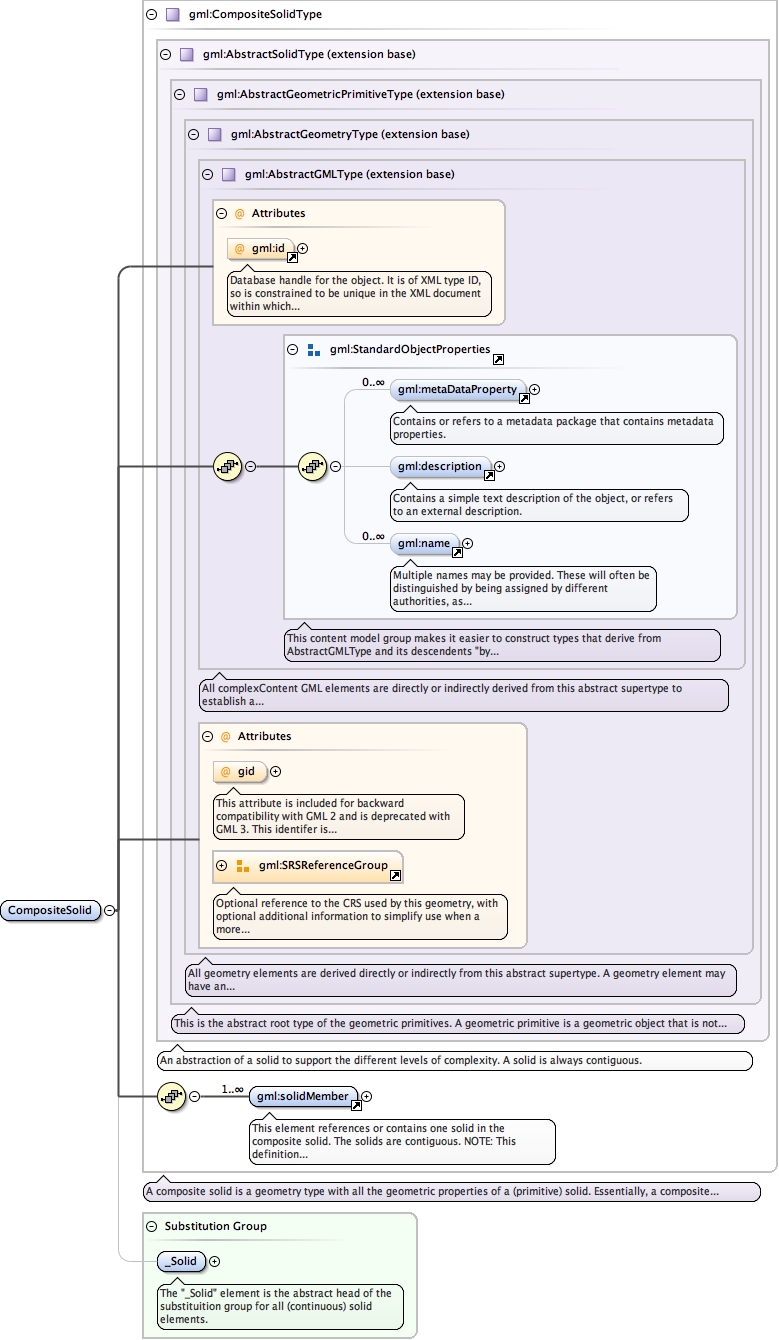 gml:CompositeSolidType
gml:AbstractSolidType (extension base)
gml:AbstractGeometricPrimitiveType (extension base)
gml:AbstractGeometryType (extension base)
gml:AbstractGMLType (extension base)
@ Attributes
@ gml:id
Database handle for the object. It is of XML type ID,
so is constrained to be unique in the XML document
within which...
gml:StandardObjectProperties
0..∞
gml:metaDataProperty
Contains or refers to a metadata package that contains metadata
properties.
gml:description
Contains a simple text description of the object, or refers
to an external description.
0..∞
gml:name
Multiple names may be provided. These will often be
distinguished by being assigned by different
authorities, as...
This content model group makes it easier to construct types that derive from
AbstractGMLType and its descendents "by...
All complexContent GML elements are directly or indirectly derived from this abstract supertype to
establish a...
@ Attributes
@ gid
This attribute is included for backward
compatibility with GML 2 and is deprecated with
GML 3. This identifer is...
gml:SRSReferenceGroup
Optional reference to the CRS used by this geometry, with
optional additional information to simplify use when a
more...
CompositeSolid
All geometry elements are derived directly or indirectly from this abstract supertype. A geometry element may
have an...
This is the abstract root type of the geometric primitives. A geometric primitive is a geometric object that is not...
An abstraction of a solid to support the different levels of complexity. A solid is always contiguous.
1..∞
gml:solidMember
This element references or contains one solid in the
composite solid. The solids are contiguous. NOTE: This
definition...
A composite solid is a geometry type with all the geometric properties of a (primitive) solid. Essentially, a composite...
Substitution Group
_Solid
The "_Solid" element is the abstract head of the
substituition group for all (continuous) solid
elements.